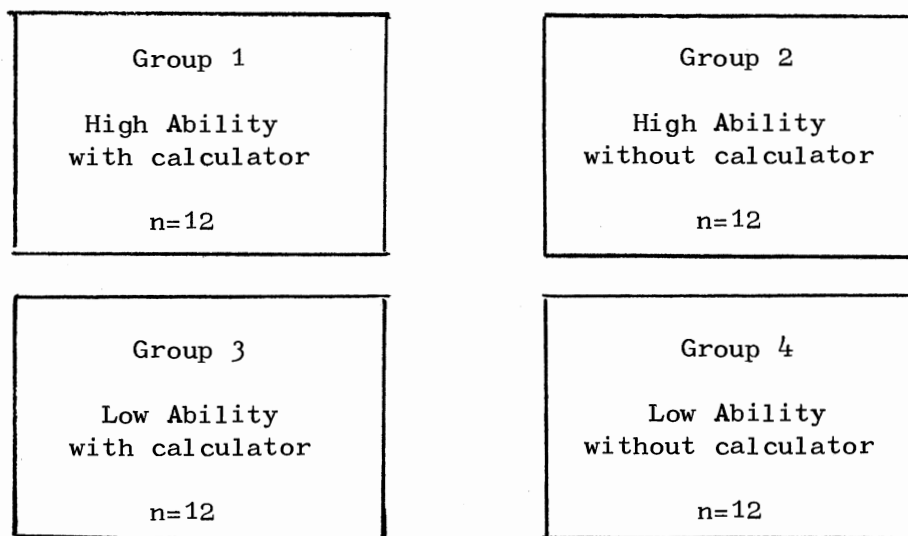 Group 1
High Ability
with calculator
n=12
Group 2
High Ability
without calculator
n=12
Group 3
Low Ability
with calculator
n=12
Group 4
Low Ability
without calculator
n=12